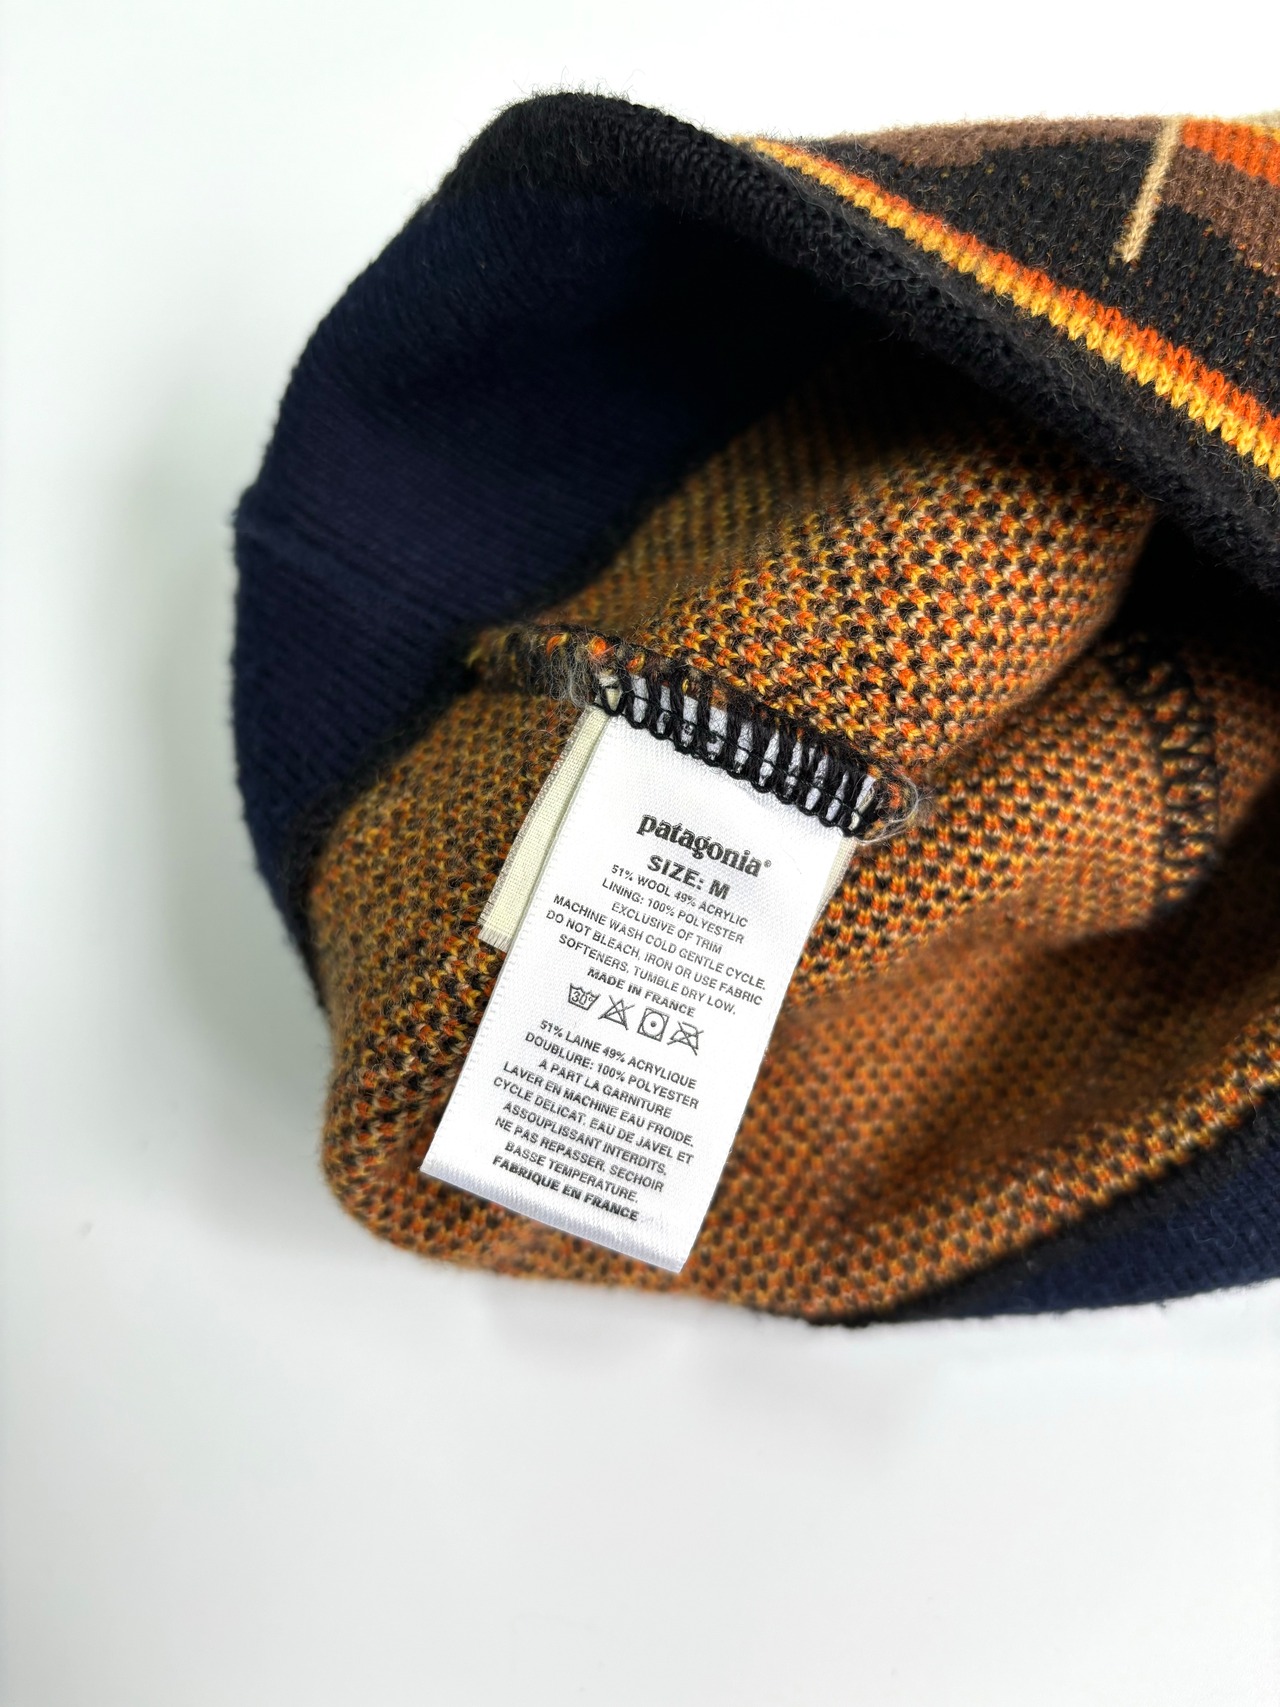 patagonia®
SIZE: M
51% WOOL 49% ACRYLIC
LINING: 100% POLYESTER
EXCLUSIVE OF TRIM
MACHINE WASH COLD GENTLE CYCLE.
DO NOT BLEACH, IRON OR USE FABRIC
SOFTENERS, TUMBLE DRY LOW.
MADE IN FRANCE
30°
51% LAINE 49% ACRYLIQUE
DOUBLURE: 100% POLYESTER
A PART LA GARNITURE
LAVER EN MACHINE EAU FROIDE.
CYCLE DELICAT. EAU DE JAVEL ET
ASSOUPLISSANT INTERDITS.
NE PAS REPASSER, SECHOIR
BASSE TEMPERATURE.
FABRIQUE EN FRANCE